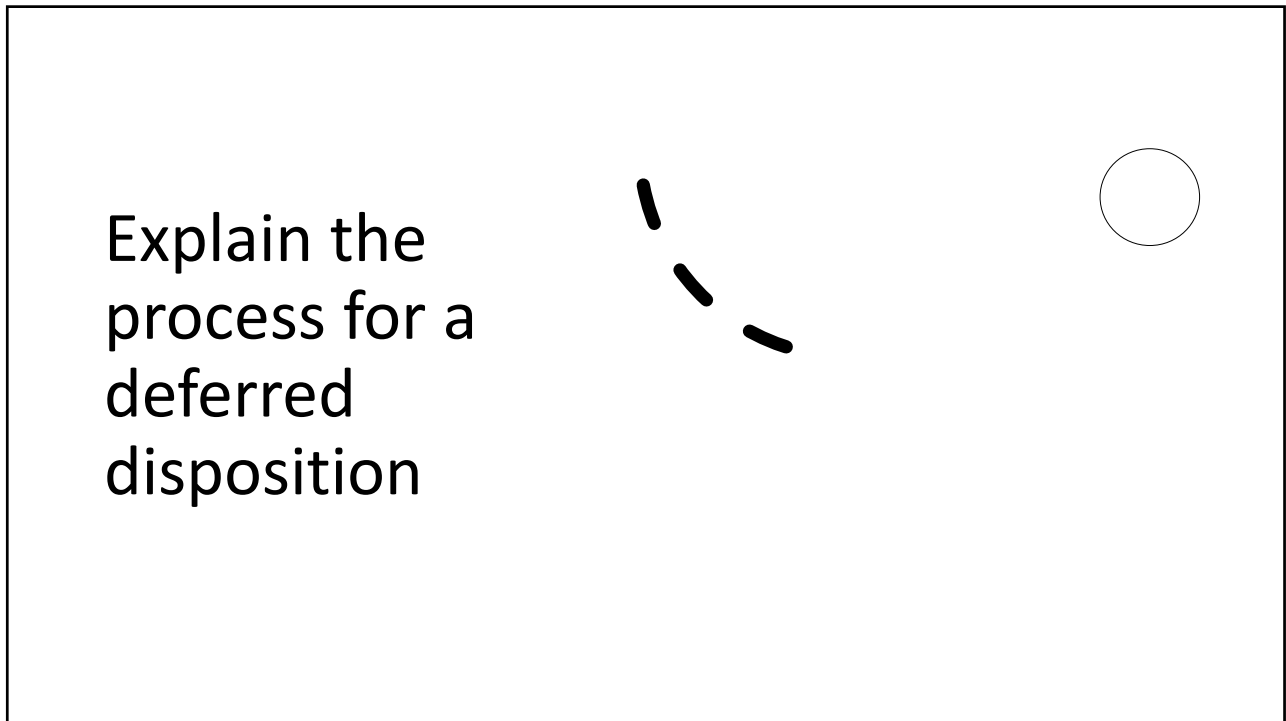 Explain the
process for a
deferred
disposition